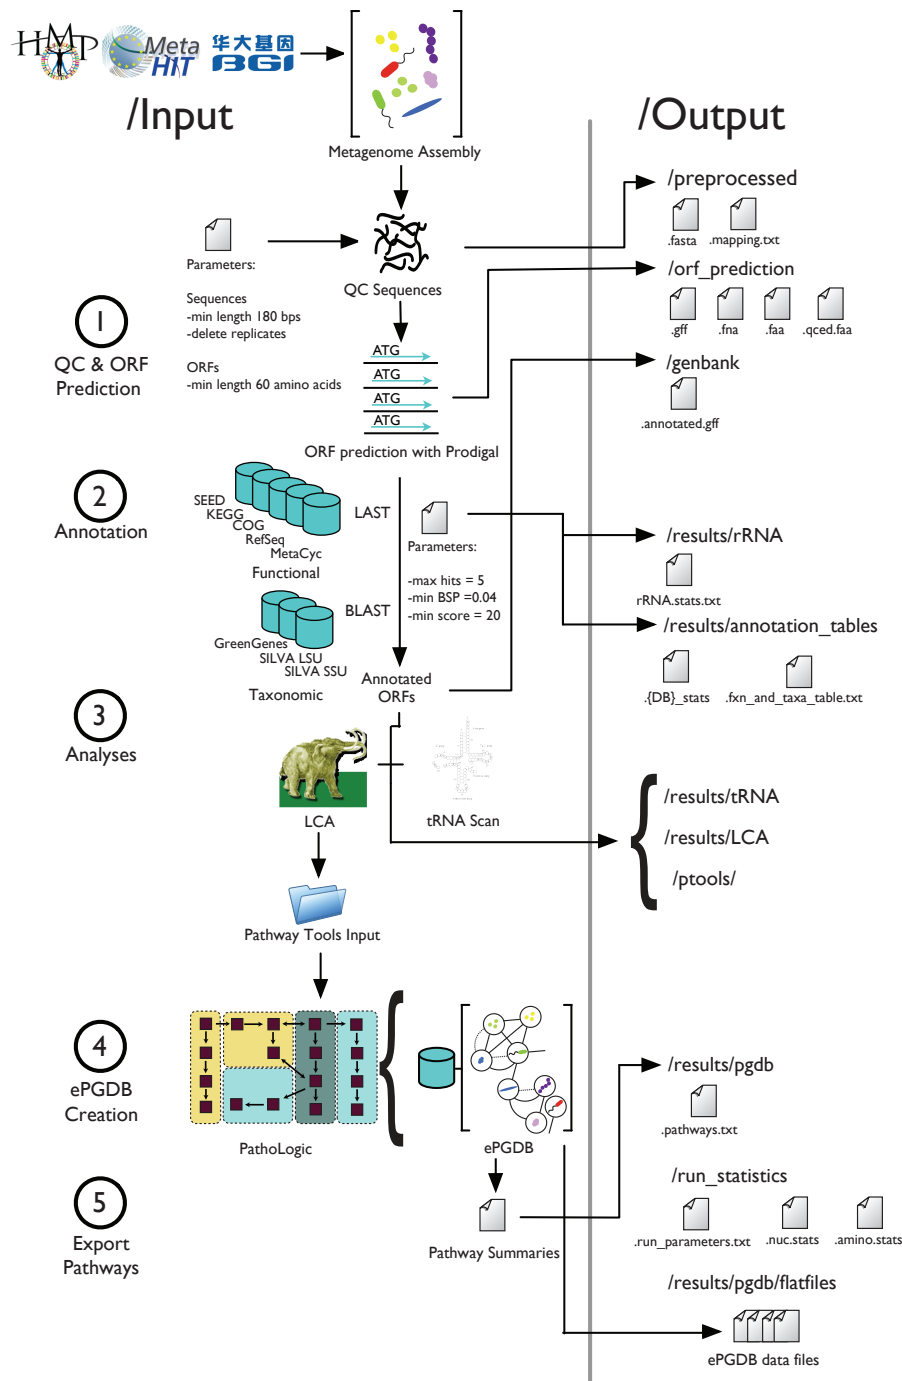 HMP
Meta
HIT
华大基因
BGI
/Input
/Output
Metagenome Assembly
/preprocessed
.fasta
.mapping.txt
Parameters:
Sequences
-min length 180 bps
-delete replicates
ORFs
-min length 60 amino acids
QC Sequences
/orf_prediction
.gff
.fna
.faa
.qced.faa
1
QC & ORF
Prediction
ATG
ATG
ATG
ATG
ORF prediction with Prodigal
/genbank
.annotated.gff
2
Annotation
SEED
KEGG
COG
RefSeq
MetaCyc
Functional
LAST
Parameters:
-max hits = 5
-min BSP =0.04
-min score = 20
BLAST
GreenGenes
SILVA LSU
SILVA SSU
Taxonomic
Annotated
ORFs
/results/rRNA
rRNA.stats.txt
/results/annotation_tables
.{DB}_stats
.fxn_and_taxa_table.txt
3
Analyses
LCA
tRNA Scan
/results/tRNA
/results/LCA
/ptools/
Pathway Tools Input
4
ePGDB
Creation
PathoLogic
ePGDB
/results/pgdb
.pathways.txt
5
Export
Pathways
Pathway Summaries
/run_statistics
.run_parameters.txt
.nuc.stats
.amino.stats
/results/pgdb/flatfiles
ePGDB data files